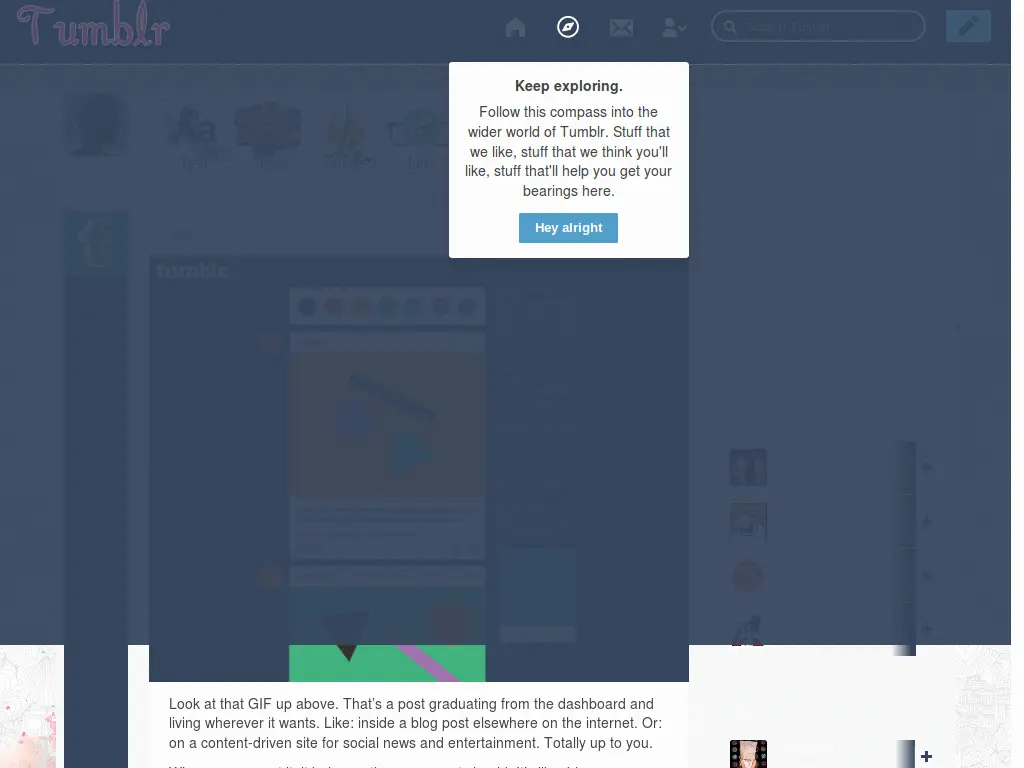 Tumblr
Search Tumblr
Keep exploring.
Follow this compass into the
wider world of Tumblr. Stuff that
we like, stuff that we think you'll
like, stuff that'll help you get your
bearings here.
Hey alright
tumblr.
Look at that GIF up above. That’s a post graduating from the dashboard and
living wherever it wants. Like: inside a blog post elsewhere on the internet. Or:
on a content-driven site for social news and entertainment. Totally up to you.